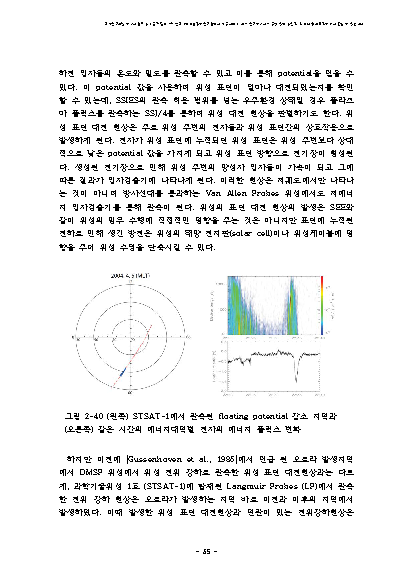 하전 입자들의 온도와 밀도를 관측할 수 있고 이를 통해 potential을 얻을 수
있다. 이 potential 값을 사용하여 위성 표면이 얼마나 대전되었는지를 확인
할 수 있는데, SSIES의 관측 허용 범위를 넘는 우주환경 상태일 경우 플라즈
마 플럭스를 관측하는 SSJ/4를 통하여 위성 대전 현상을 판별하기도 한다. 위
성 표면 대전 현상은 주로 위성 주변의 전자들과 위성 표면간의 상호작용으로
발생하게 된다. 전자가 위성 표면에 누적되면 위성 표면은 위성 주변보다 상대
적으로 낮은 potential 값을 가지게 되고 위성 표면 방향으로 전기장이 형성된
다. 생성된 전기장으로 인해 위성 주변의 양성자 입자들이 가속이 되고 그에
따른 결과가 입자검출기에 나타나게 된다. 이러한 현상은 저궤도에서만 나타나
는 것이 아니며 방사선대를 통과하는 Van Allen Probes 위성에서도 저에너
지 입자검출기를 통해 관측이 된다. 위성의 표면 대전 현상의 발생은 SEE와
같이 위성의 임무 수행에 직접적인 영향을 주는 것은 아니지만 표면에 누적된
전하로 인해 생긴 방전은 위성의 태양 전지판(solar cell)이나 위성케이블에 영
향을 주어 위성 수명을 단축시킬 수 있다.
2004. 4. 5 (MLT)
그림 2-40 (왼쪽) STSAT-1에서 관측된 floating potential 감소 지역과
(오른쪽) 같은 시간의 에너지대역별 전자의 에너지 플럭스 변화
하지만 이전에 [Gussenhoven et al., 1985]에서 언급 된 오로라 발생지역
에서 DMSP 위성에서 위성 전위 강하로 관측한 위성 표면 대전현상과는 다르
게, 과학기술위성 1호 (STSAT-1)에 탑재된 Langmuir Probes (LP)에서 관측
한 전위 강하 현상은 오로라가 발생하는 지역 바로 이전과 이후의 지역에서
발생하였다. 이때 발생한 위성 표면 대전현상과 연관이 있는 전위강하현상은
- 55 -